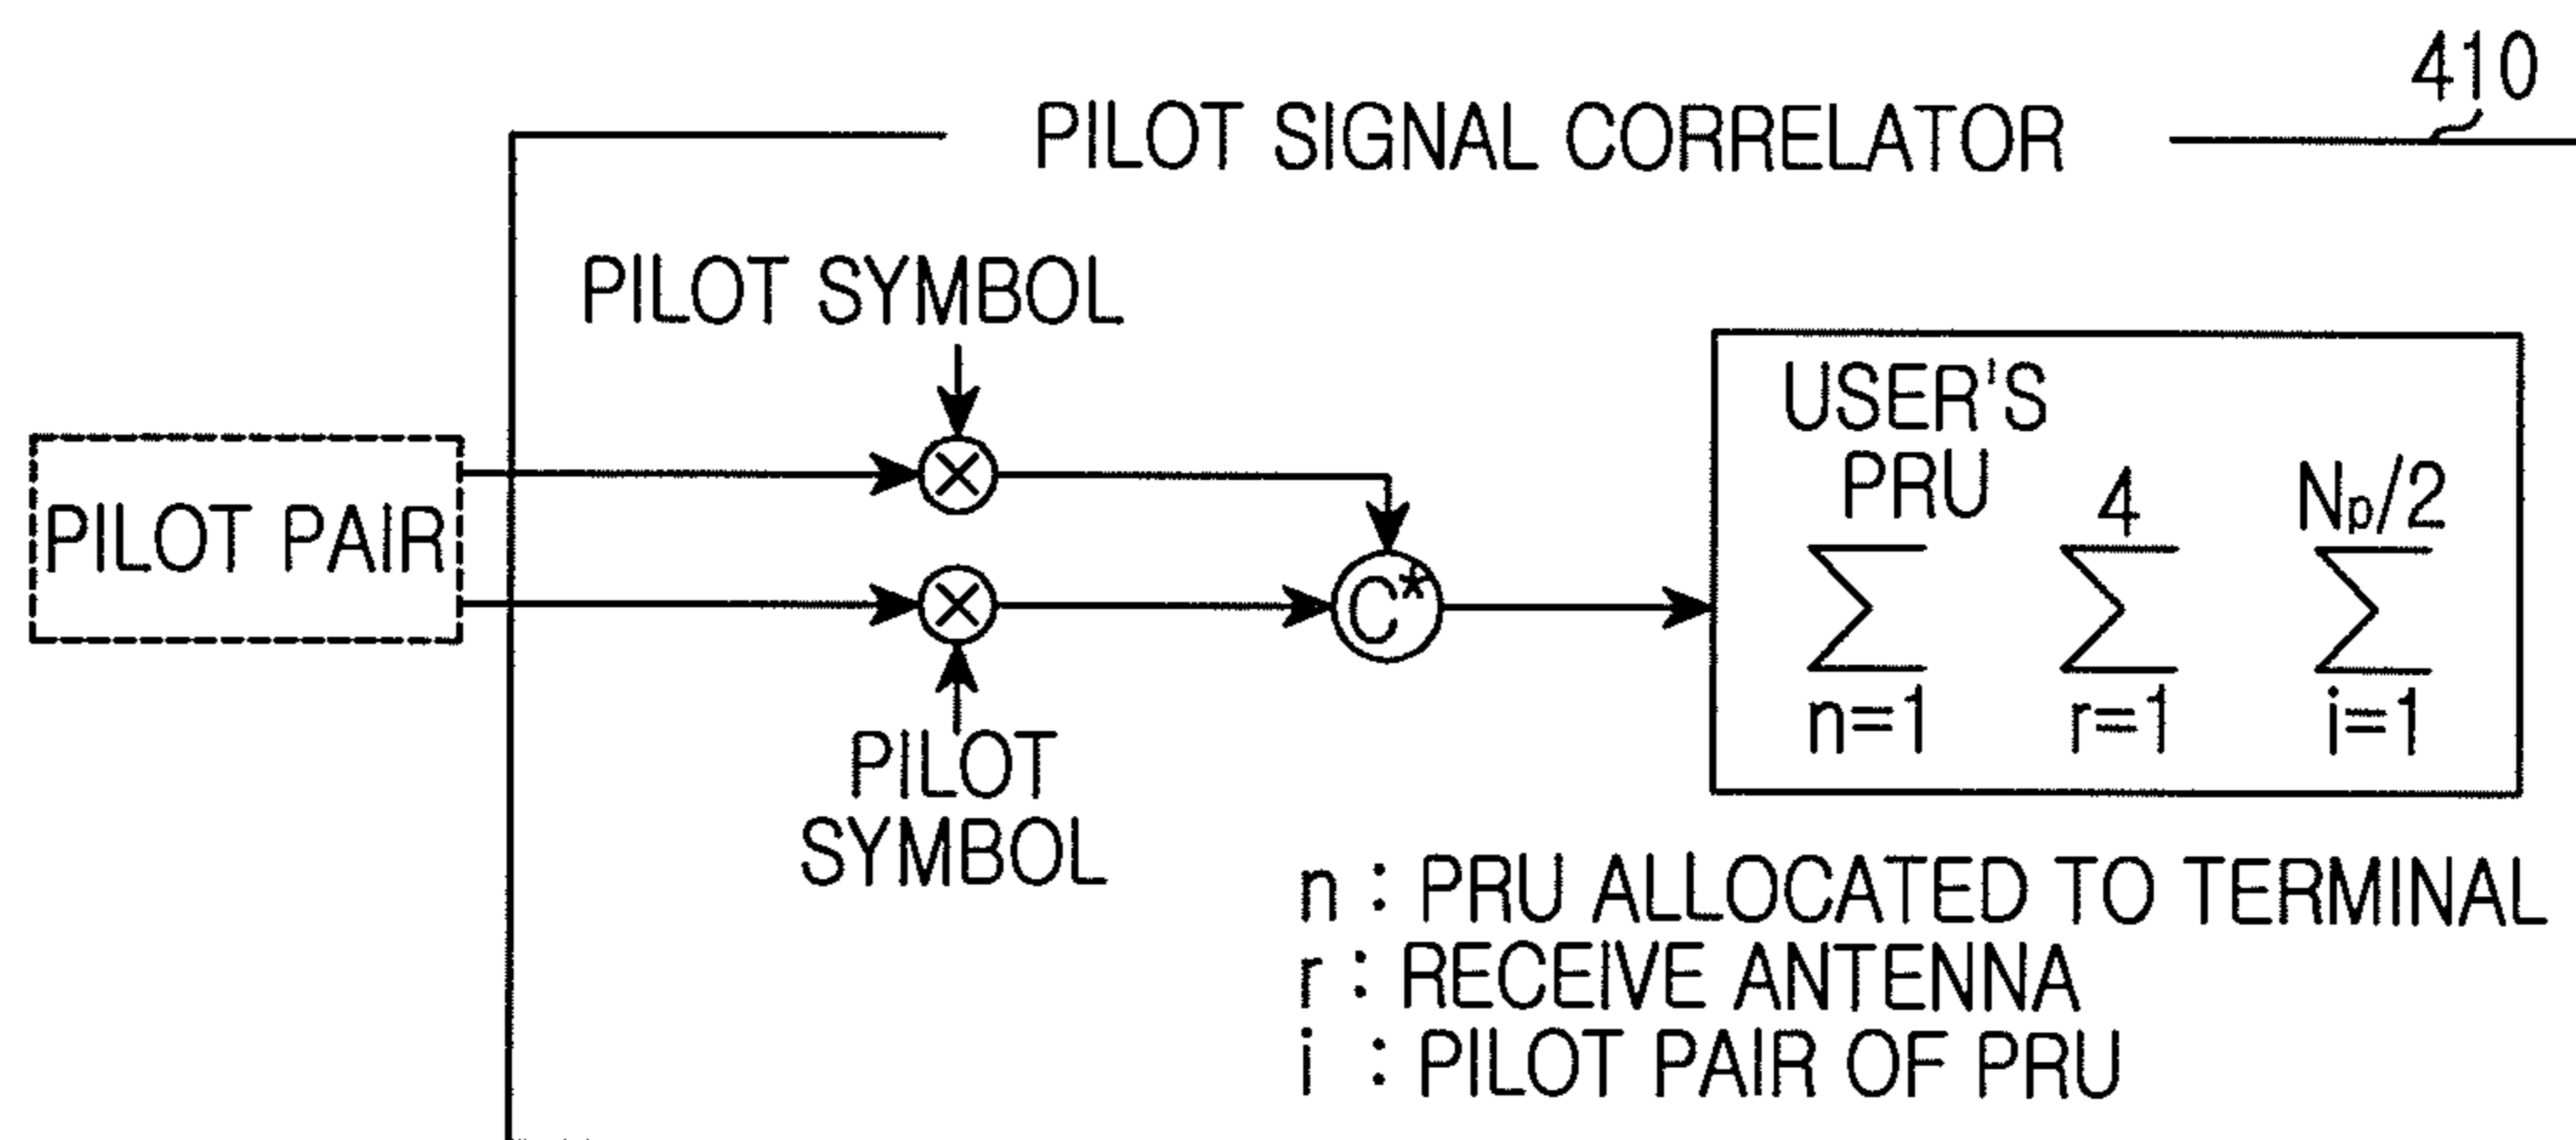 410
PILOT SIGNAL CORRELATOR
PILOT SYMBOL
PILOT PAIR
C*
PILOT
SYMBOL
USER'S
PRU 4 Np/2
∑ ∑ ∑
n=1 r=1 i=1
n : PRU ALLOCATED TO TERMINAL
r : RECEIVE ANTENNA
i : PILOT PAIR OF PRU